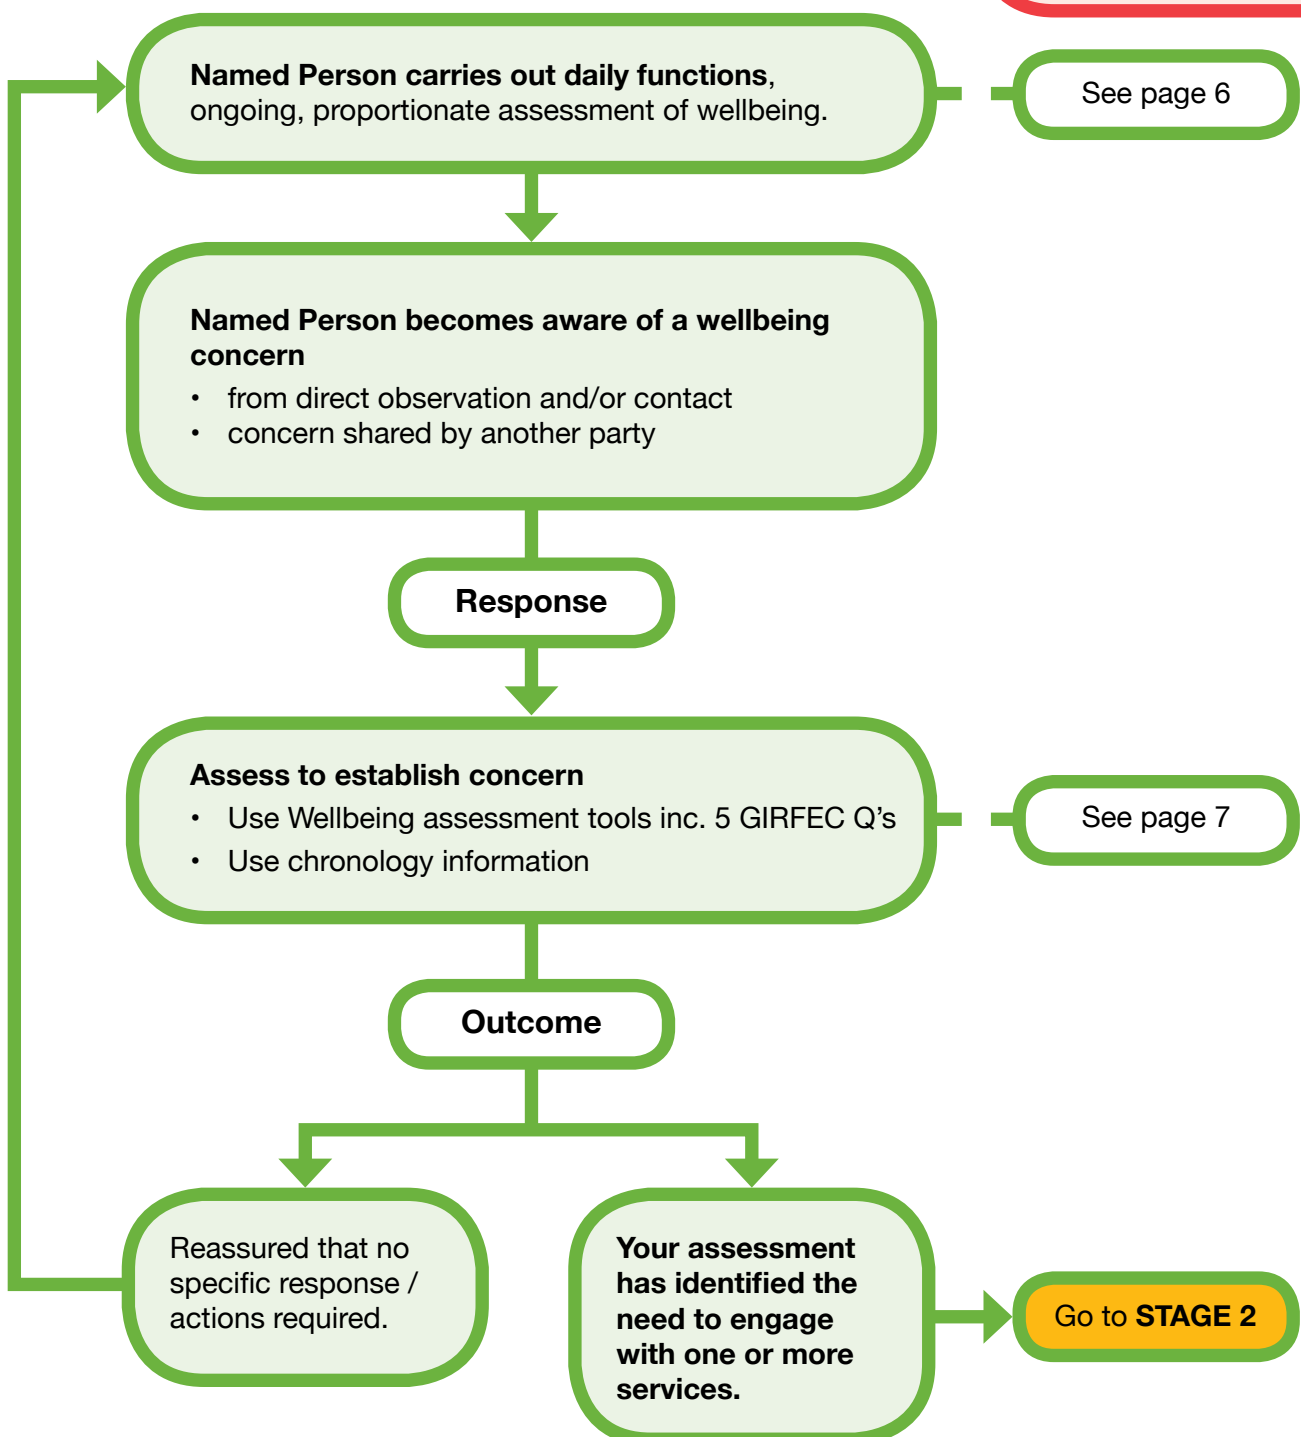 Named Person carries out daily functions,
ongoing, proportionate assessment of wellbeing.
See page 6
Named Person becomes aware of a wellbeing
concern
• from direct observation and/or contact
• concern shared by another party
Response
Assess to establish concern
• Use Wellbeing assessment tools inc. 5 GIRFEC Q's
• Use chronology information
See page 7
Outcome
Reassured that no
specific response /
actions required.
Your assessment
has identified the
need to engage
with one or more
services.
Go to STAGE 2